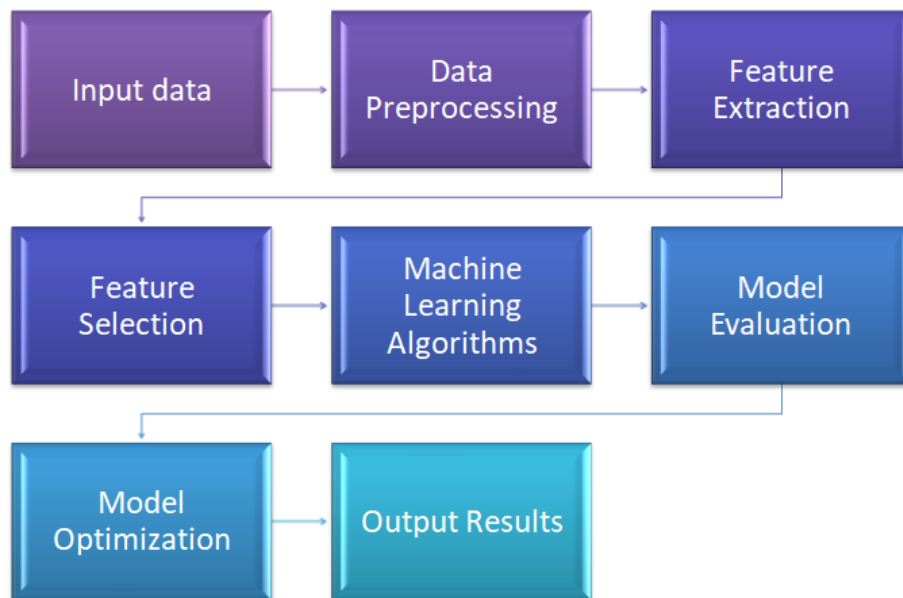 Input data
Data
Preprocessing
Feature
Extraction
Feature
Selection
Machine
Learning
Algorithms
Model
Evaluation
Model
Optimization
Output Results